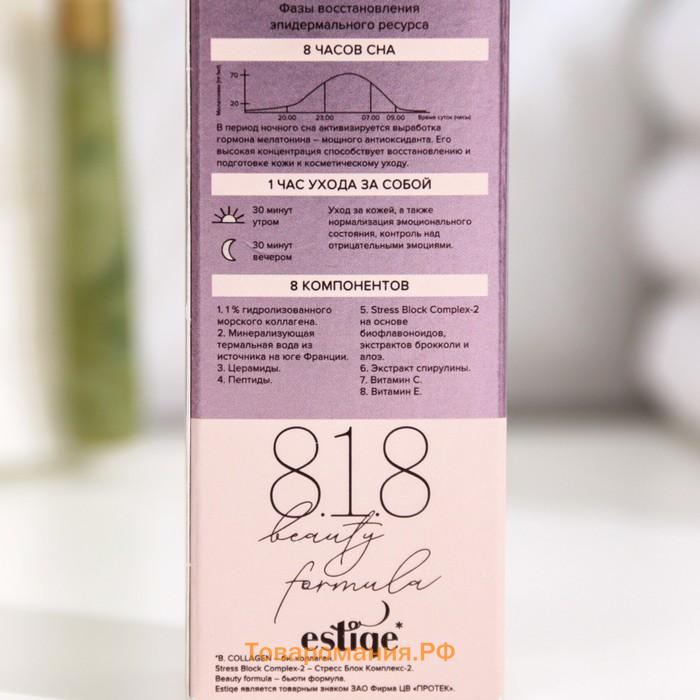 Фазы восстановления
эпидермального ресурса
8 ЧАСОВ СНА
70
20
20.00 23.00 07.00 09.00 Время суток (часы)
В период ночного сна активизируется выработка
гормона мелатонина – мощного антиоксиданта. Его
высокая концентрация способствует восстановлению и
подготовке кожи к косметическому уходу.
1 ЧАС УХОДА ЗА СОБОЙ
30 минут
утром
30 минут
вечером
Уход за кожей, а также
нормализация эмоционального
состояния, контроль над
отрицательными эмоциями.
8 КОМПОНЕНТОВ
1. 1 % гидролизованного
морского коллагена.
2. Минерализующая
термальная вода из
источника на юге Франции.
3. Церамиды.
4. Пептиды.
5. Stress Block Complex-2
на основе
биофлавоноидов,
экстрактов брокколи и
алоэ.
6. Экстракт спирулины.
7. Витамин С.
8. Витамин Е.
8.1.8
beauty
formula
estiqe*
Товаромания.РФ
*B. COLLAGEN – би коллаген.
Stress Block Complex-2 – Стресс Блок Комплекс-2.
Beauty formula – бьюти формула.
Estiqe является товарным знаком ЗАО Фирма ЦВ «ПРОТЕК».